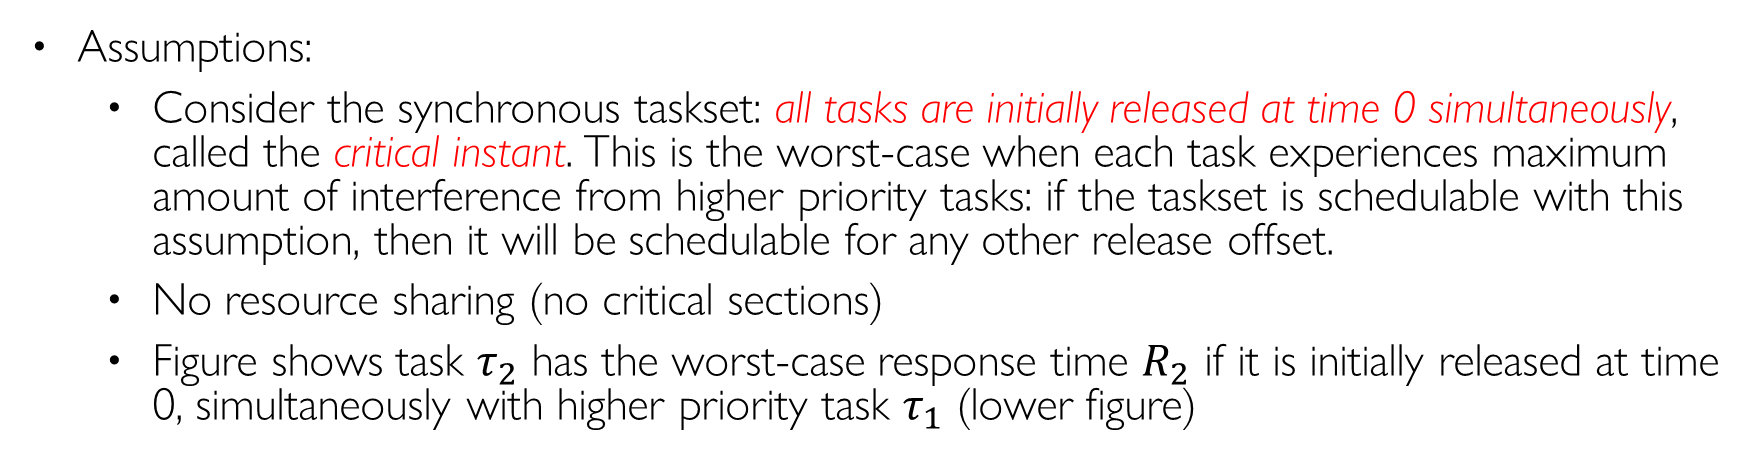 • Assumptions:
• Consider the synchronous taskset: all tasks are initially released at time 0 simultaneously,
called the critical instant. This is the worst-case when each task experiences maximum
amount of interference from higher priority tasks: if the taskset is schedulable with this
assumption, then it will be schedulable for any other release offset.
• No resource sharing (no critical sections)
• Figure shows task τ₂ has the worst-case response time R₂ if it is initially released at time
0, simultaneously with higher priority task τ₁ (lower figure)